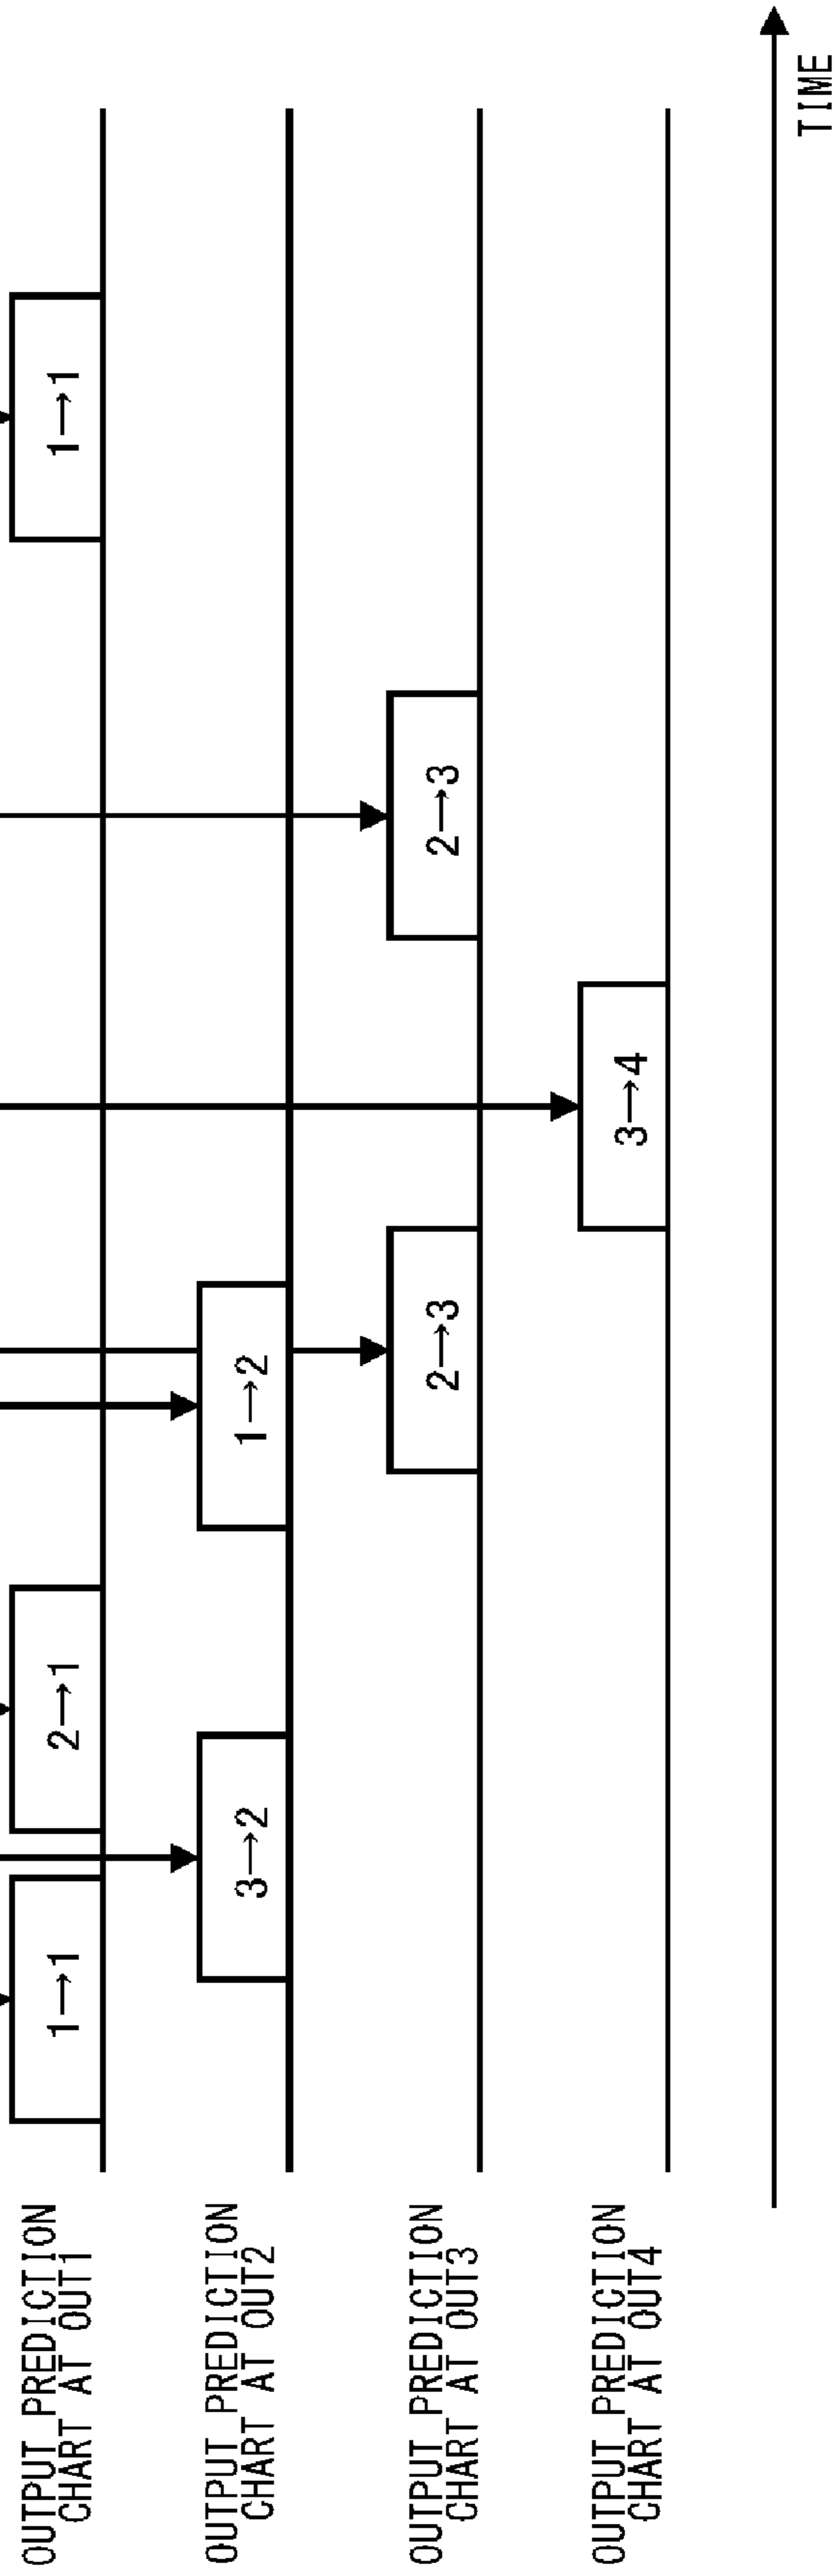 OUTPUT PREDICTION
CHART AT OUT1
1→1
2→1
1→1
OUTPUT PREDICTION
CHART AT OUT2
3→2
1→2
OUTPUT PREDICTION
CHART AT OUT3
2→3
2→3
OUTPUT PREDICTION
CHART AT OUT4
3→4
TIME